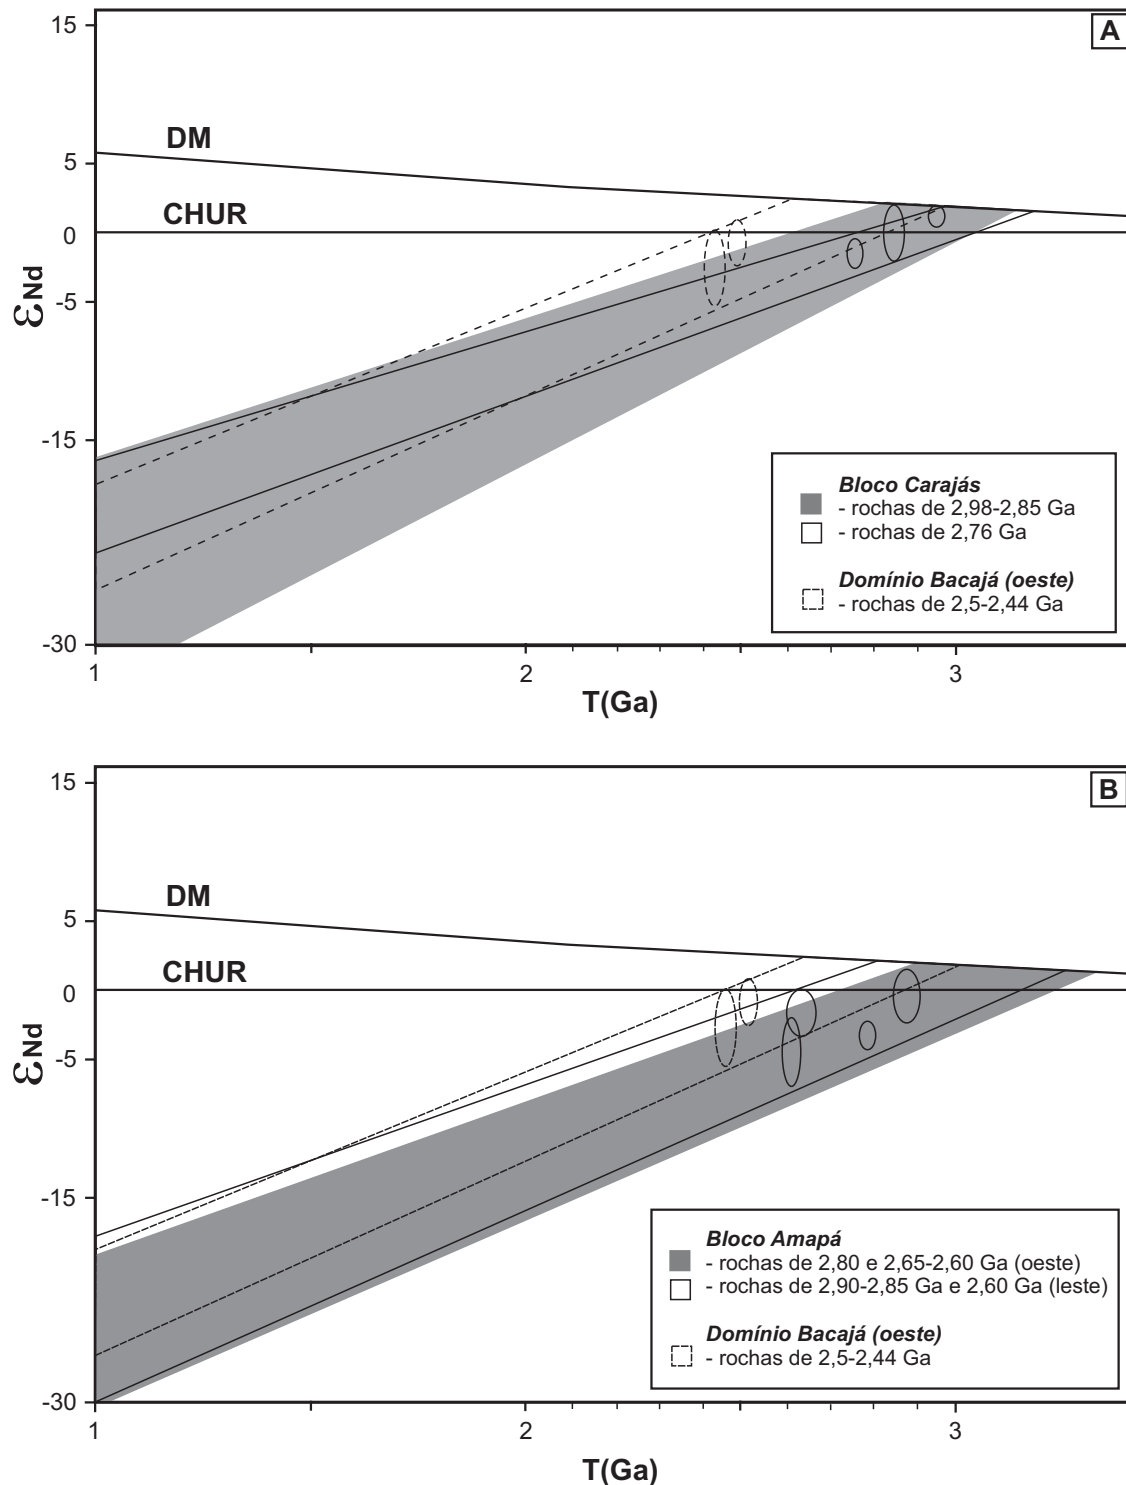 A
15
DM
5
CHUR
0
-5
εNd
-15
Bloco Carajás
- rochas de 2,98-2,85 Ga
- rochas de 2,76 Ga
Domínio Bacajá (oeste)
- rochas de 2,5-2,44 Ga
-30
1 2 3
T(Ga)
B
15
DM
5
CHUR
0
-5
εNd
-15
Bloco Amapá
- rochas de 2,80 e 2,65-2,60 Ga (oeste)
- rochas de 2,90-2,85 Ga e 2,60 Ga (leste)
Domínio Bacajá (oeste)
- rochas de 2,5-2,44 Ga
-30
1 2 3
T(Ga)